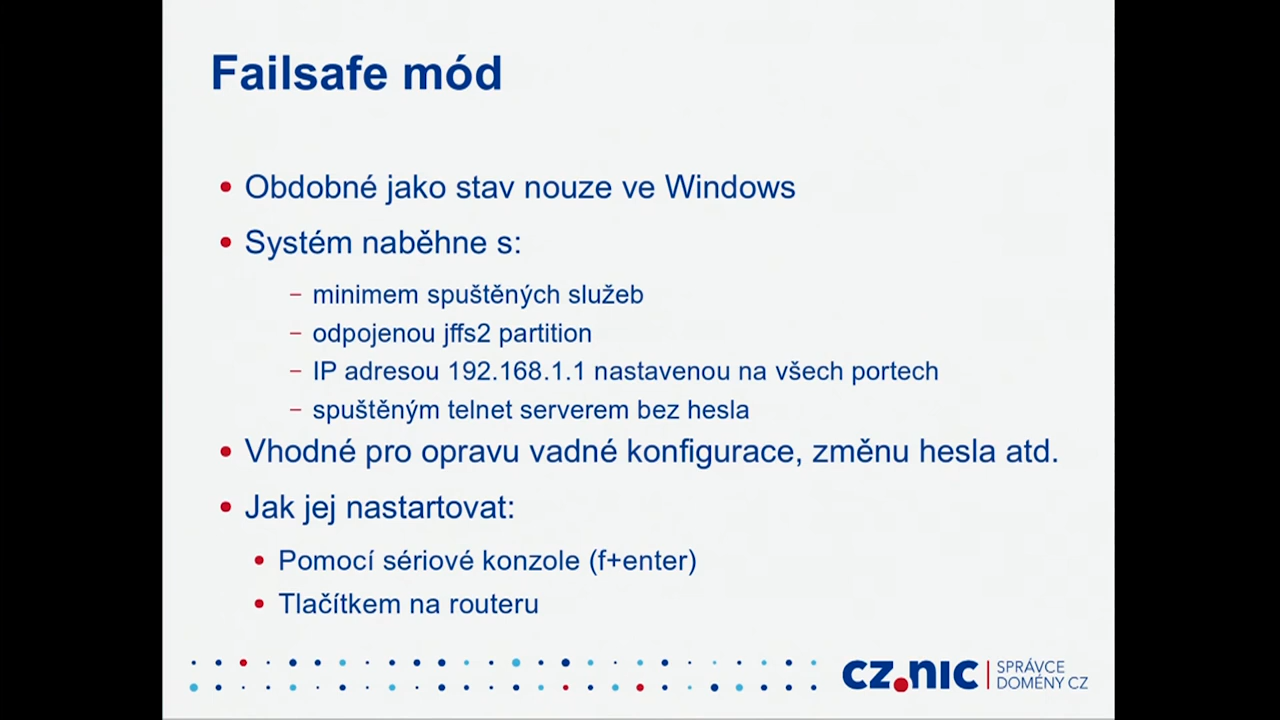 Failsafe mód
• Obdobné jako stav nouze ve Windows
• Systém naběhne s:
– minimem spuštěných služeb
– odpojenou jffs2 partition
– IP adresou 192.168.1.1 nastavenou na všech portech
– spuštěným telnet serverem bez hesla
• Vhodné pro opravu vadné konfigurace, změnu hesla atd.
• Jak jej nastartovat:
• Pomocí sériové konzole (f+enter)
• Tlačítkem na routeru
CZ.NIC | SPRÁVCE
DOMÉNY CZ